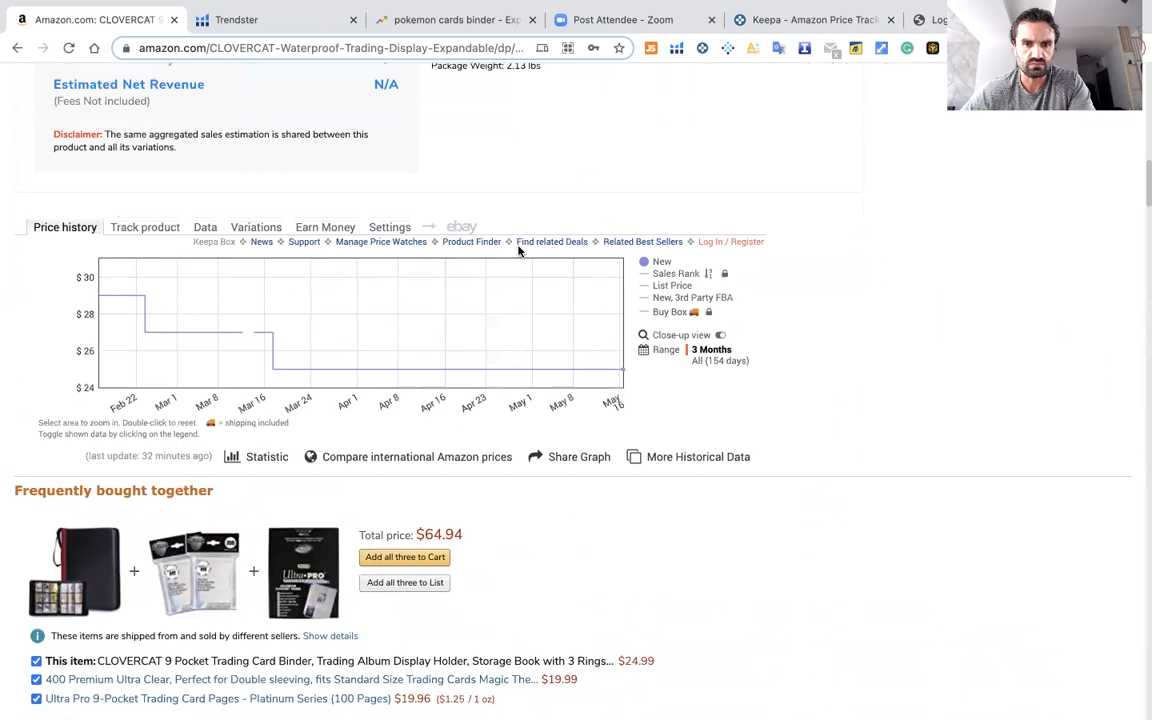 Amazon.com: CLOVERCAT 9
Trendster
pokemon cards binder - Exp
Post Attendee - Zoom
Keepa - Amazon Price Track
Log
amazon.com/CLOVERCAT-Waterproof-Trading-Display-Expandable/dp/...
Estimated Net Revenue
N/A
(Fees Not Included)
Package Weight: 2.13 lbs
Disclaimer: The same aggregated sales estimation is shared between this
product and all its variations.
Price history
Track product
Data
Variations
Earn Money
Settings
ebay
Keepa Box
News
Support
Manage Price Watches
Product Finder
Find related Deals
Related Best Sellers
Log In / Register
$ 30
$ 28
$ 26
$ 24
Feb 22
Mar 1
Mar 8
Mar 16
Mar 24
Apr 1
Apr 8
Apr 16
Apr 23
May 1
May 8
May 16
New
Sales Rank
List Price
New, 3rd Party FBA
Buy Box
Close-up view
Range
3 Months
All (154 days)
Select area to zoom in. Double-click to reset.
= shipping included
Toggle shown data by clicking on the legend.
(last update: 32 minutes ago)
Statistic
Compare international Amazon prices
Share Graph
More Historical Data
Frequently bought together
Total price: $64.94
Add all three to Cart
Add all three to List
These items are shipped from and sold by different sellers. Show details
This item: CLOVERCAT 9 Pocket Trading Card Binder, Trading Album Display Holder, Storage Book with 3 Rings... $24.99
400 Premium Ultra Clear, Perfect for Double sleeving, fits Standard Size Trading Cards Magic The... $19.99
Ultra Pro 9-Pocket Trading Card Pages - Platinum Series (100 Pages) $19.96 ($1.25 / 1 oz)